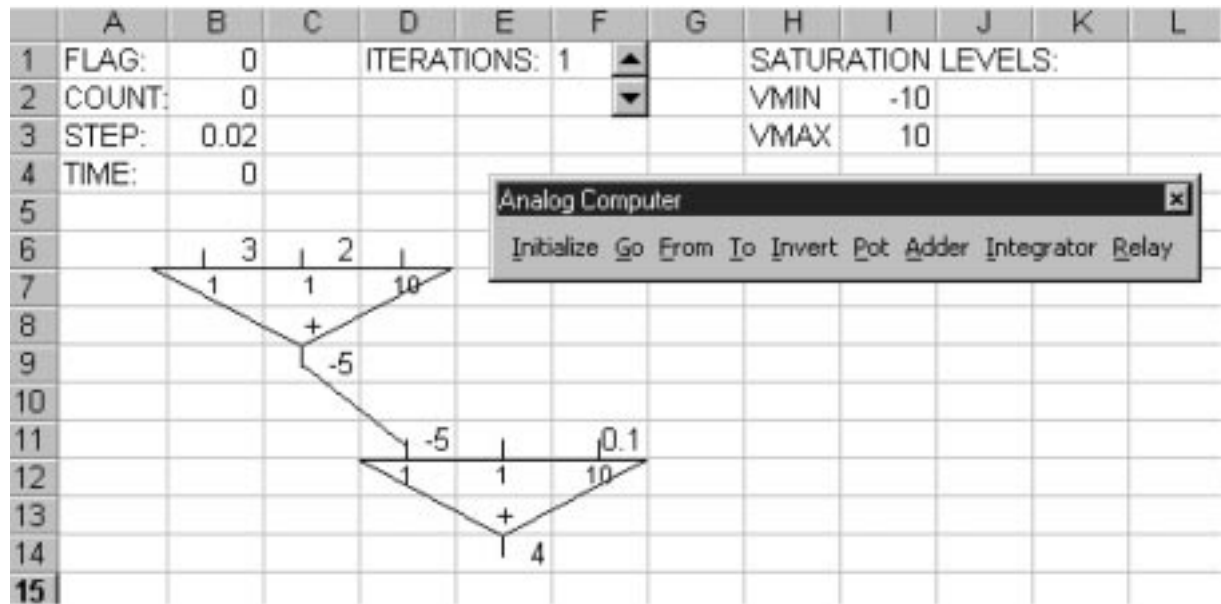 A B C D E F G H I J K L
1 FLAG: 0 ITERATIONS: 1 SATURATION LEVELS:
2 COUNT: 0 VMIN -10
3 STEP: 0.02 VMAX 10
4 TIME: 0
Analog Computer
5
Initialize Go From To Invert Pot Adder Integrator Relay
6 3 2
7 1 1 10
8 +
9 -5
10
11 -5 0.1
12 1 1 10
13 +
14 4
15